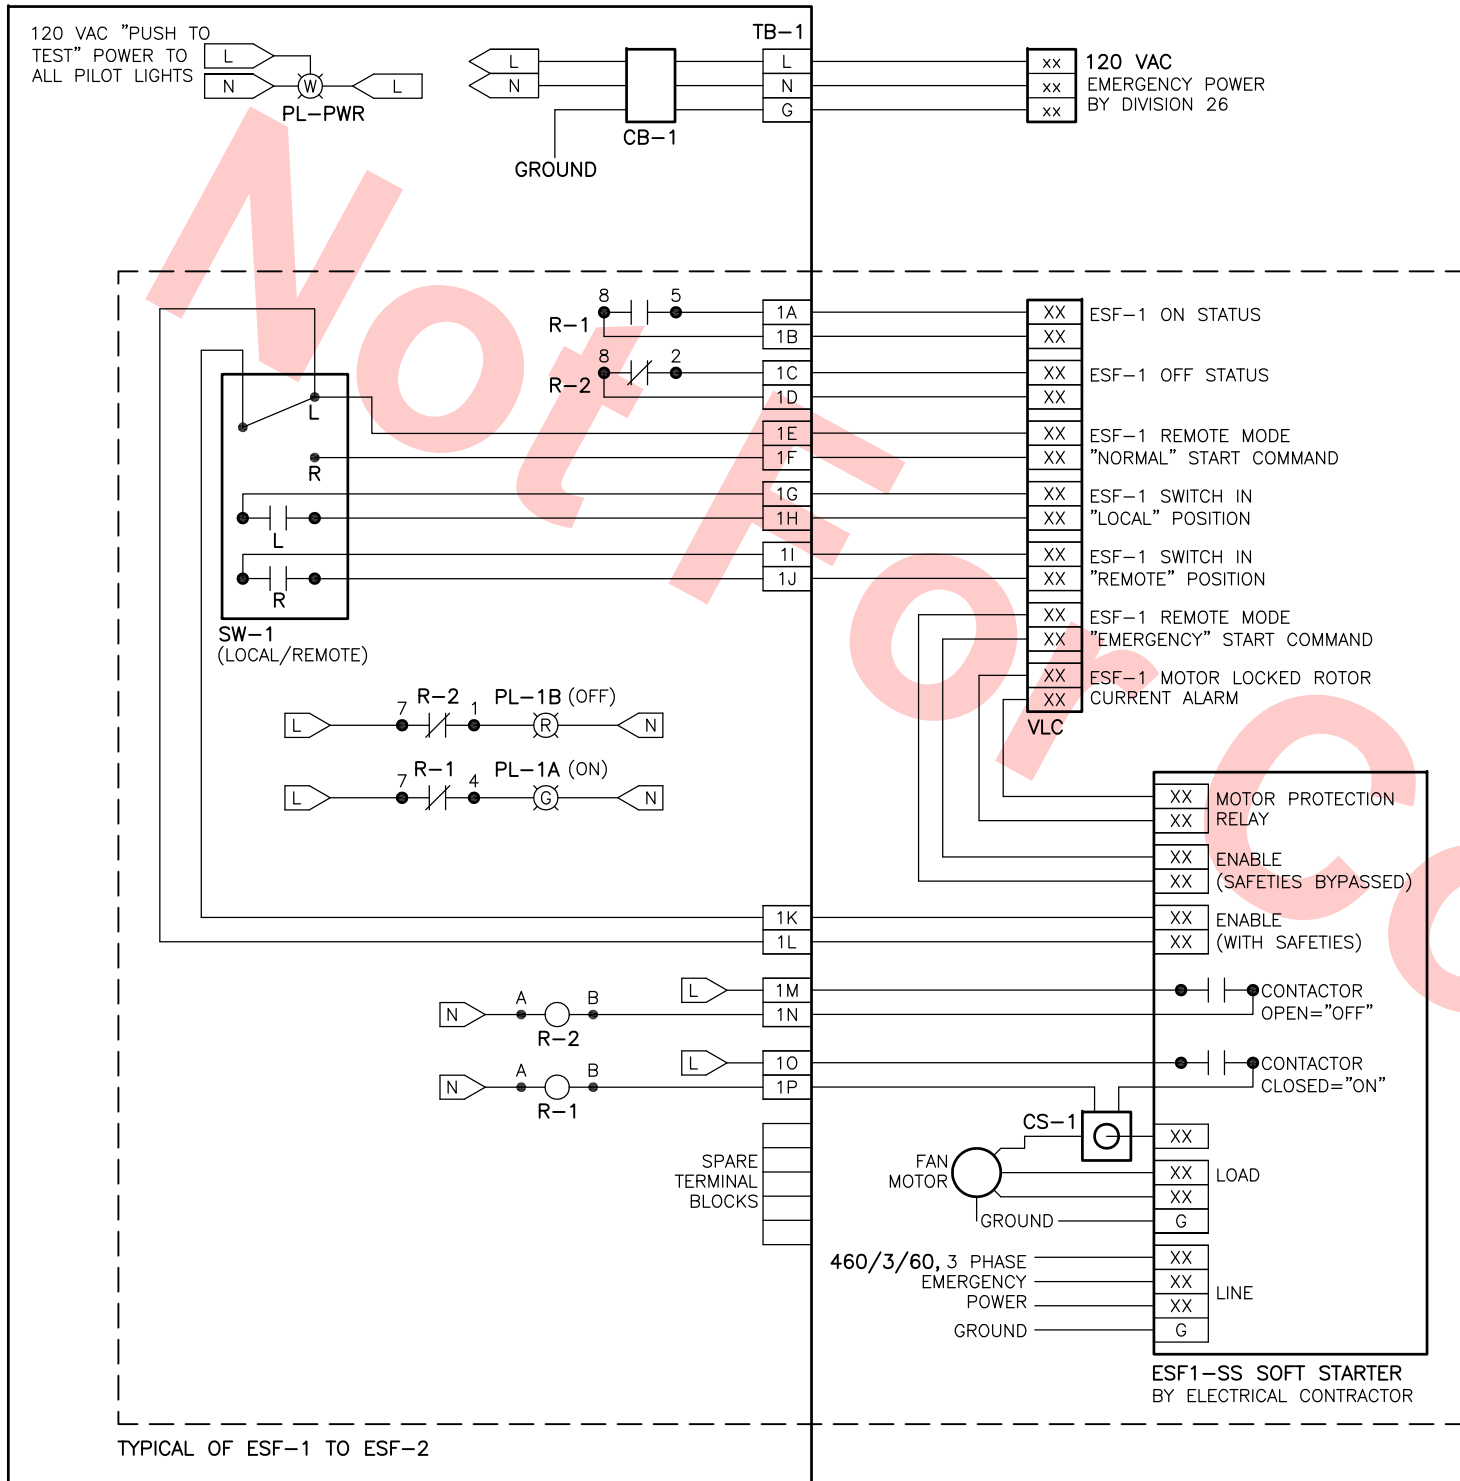 120 VAC "PUSH TO
TEST" POWER TO
ALL PILOT LIGHTS
L
N
W
L
PL-PWR
L
N
CB-1
GROUND
TB-1
L
N
G
xx
xx
xx
120 VAC
EMERGENCY POWER
BY DIVISION 26
Not For Co
R-1
8
5
1A
1B
XX
XX
ESF-1 ON STATUS
R-2
8
2
1C
1D
XX
XX
ESF-1 OFF STATUS
L
R
1E
1F
XX
XX
ESF-1 REMOTE MODE
"NORMAL" START COMMAND
L
1G
1H
XX
XX
ESF-1 SWITCH IN
"LOCAL" POSITION
R
1I
1J
XX
XX
ESF-1 SWITCH IN
"REMOTE" POSITION
SW-1
(LOCAL/REMOTE)
XX
XX
ESF-1 REMOTE MODE
"EMERGENCY" START COMMAND
XX
XX
ESF-1 MOTOR LOCKED ROTOR
CURRENT ALARM
VLC
L
7
R-2
1
PL-1B (OFF)
R
N
L
7
R-1
4
PL-1A (ON)
G
N
XX
XX
MOTOR PROTECTION
RELAY
XX
XX
ENABLE
(SAFETIES BYPASSED)
1K
1L
XX
XX
ENABLE
(WITH SAFETIES)
N
A
B
R-2
L
1M
1N
CONTACTOR
OPEN="OFF"
N
A
B
R-1
L
1O
1P
CONTACTOR
CLOSED="ON"
SPARE
TERMINAL
BLOCKS
CS-1
FAN
MOTOR
GROUND
XX
XX
XX
G
LOAD
460/3/60, 3 PHASE
EMERGENCY
POWER
GROUND
XX
XX
XX
G
LINE
ESF1-SS SOFT STARTER
BY ELECTRICAL CONTRACTOR
TYPICAL OF ESF-1 TO ESF-2